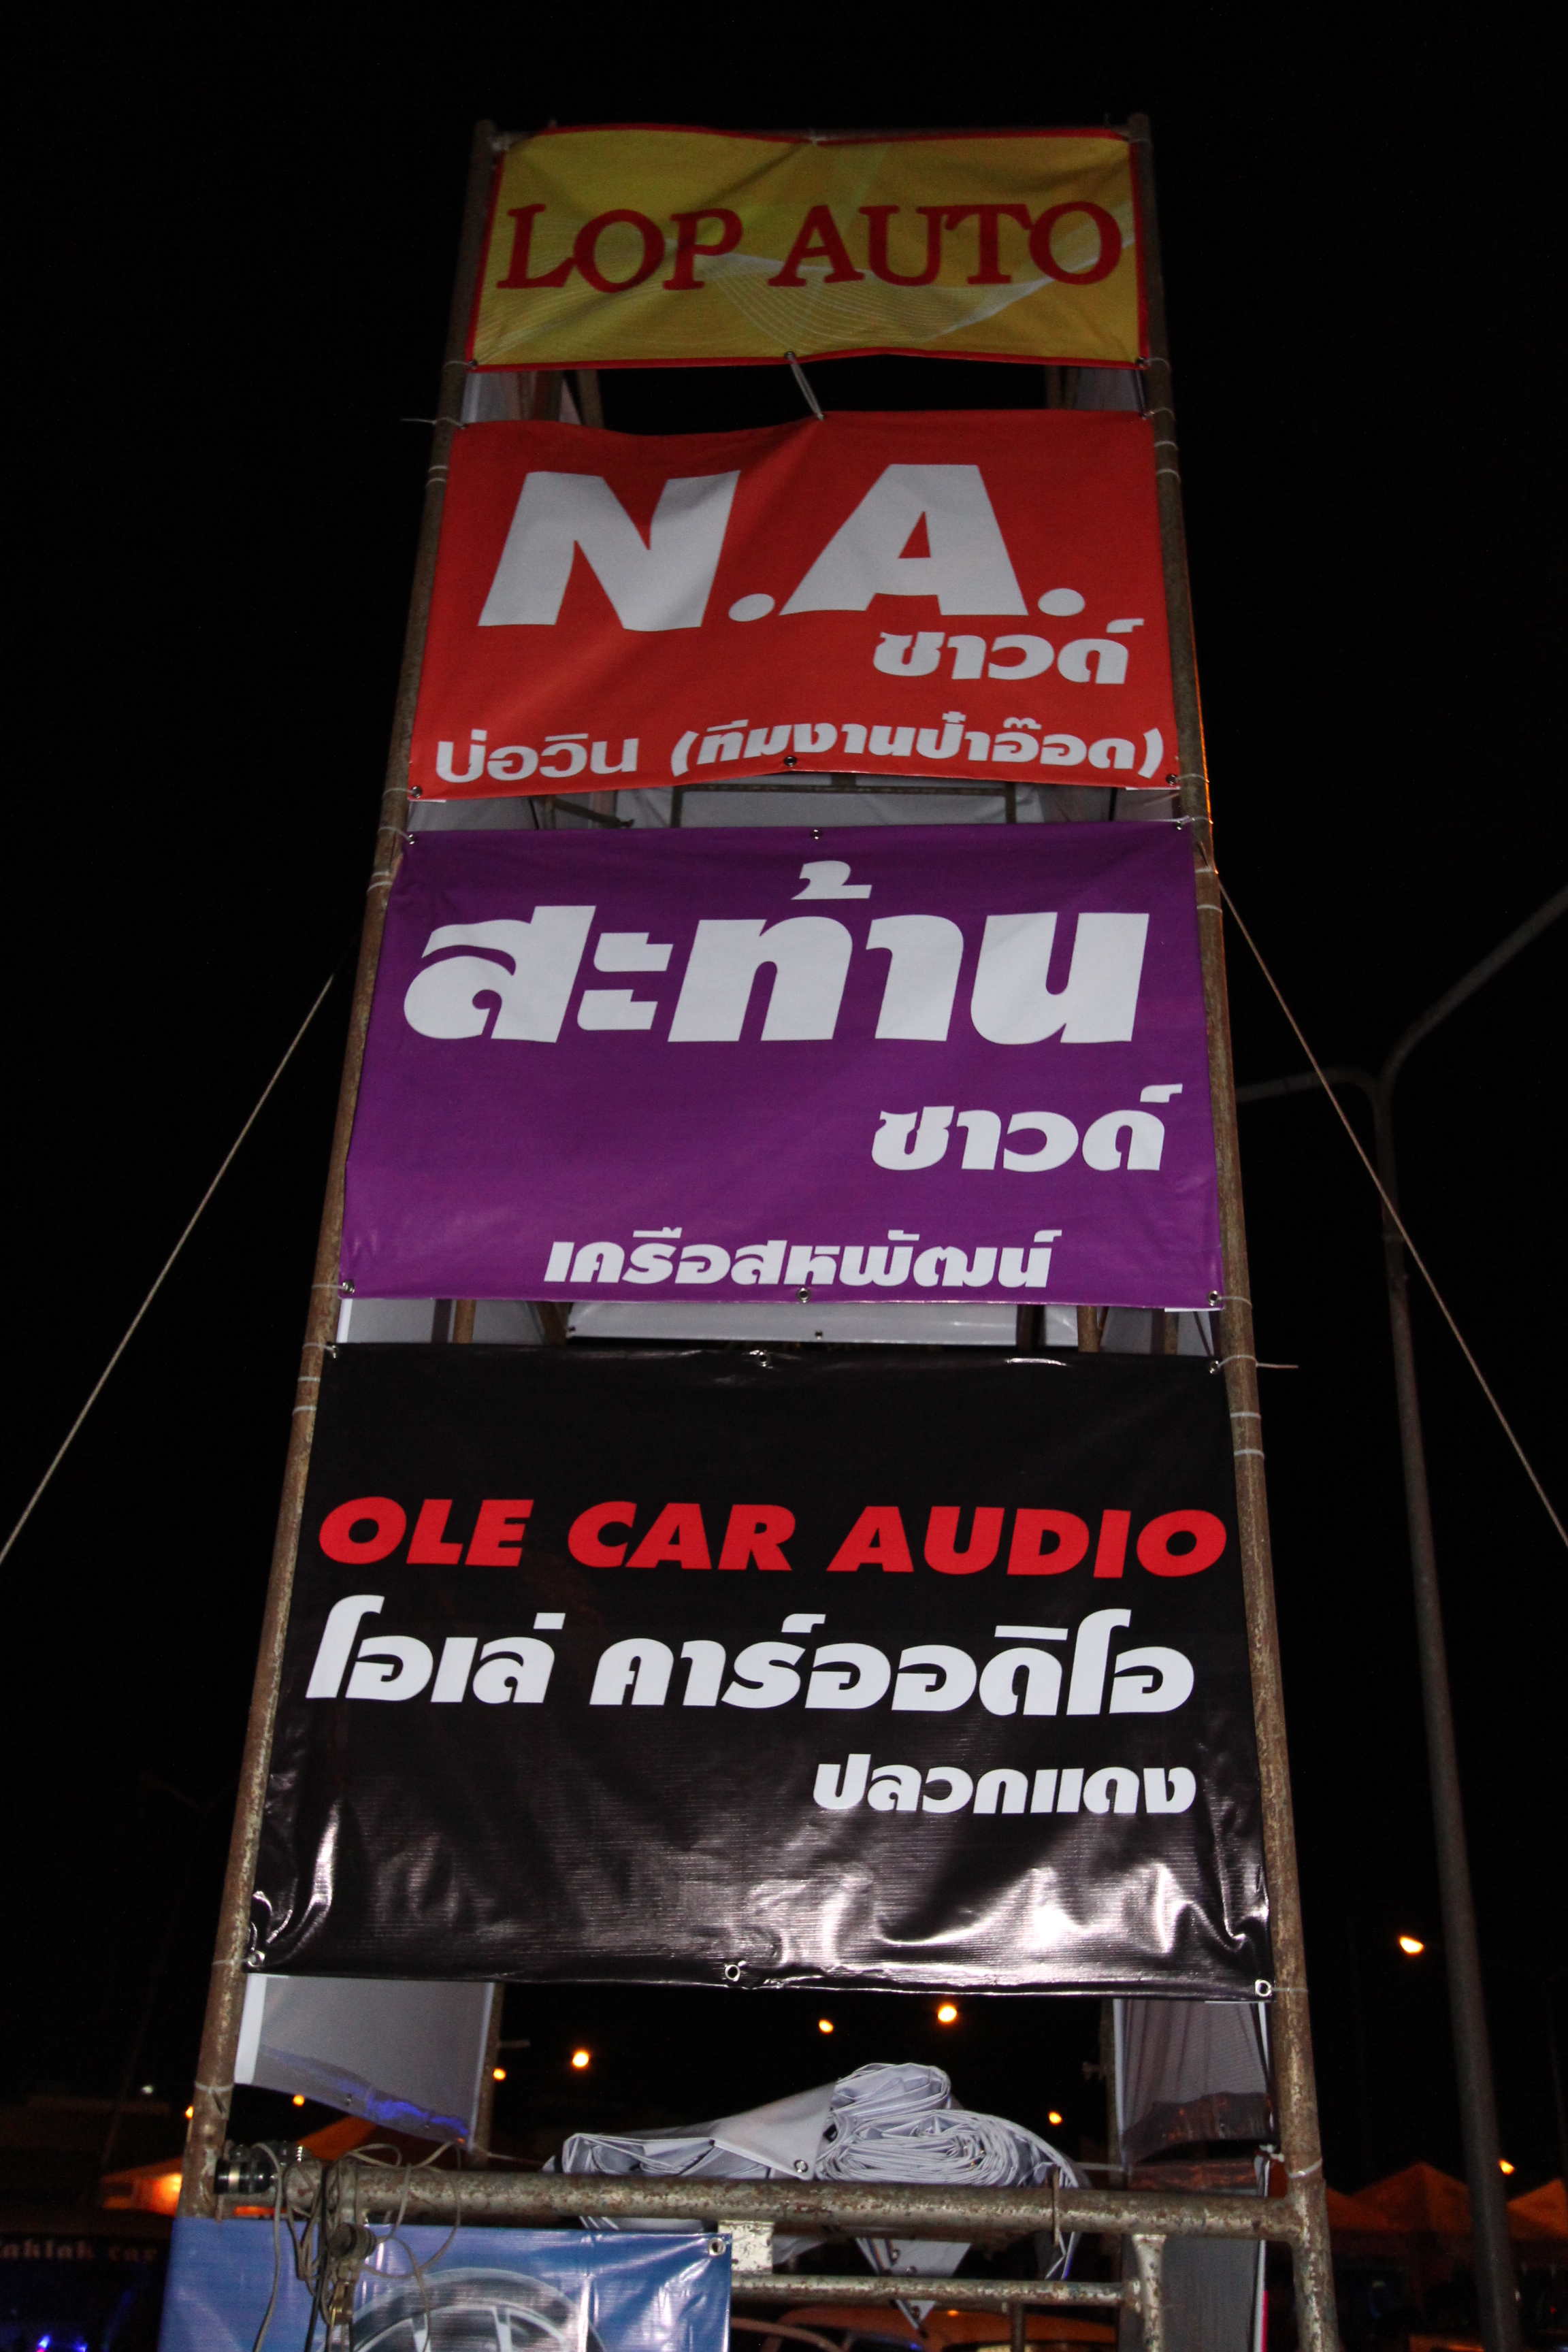 LOP AUTO
N.A.
ซาวด์
บ่อวิน (ทีมงานป๋าอ๊อด)
สะท้าน
ซาวด์
เครือสหพัฒน์
OLE CAR AUDIO
โอเล่ คาร์ออดิโอ
ปลวกแดง